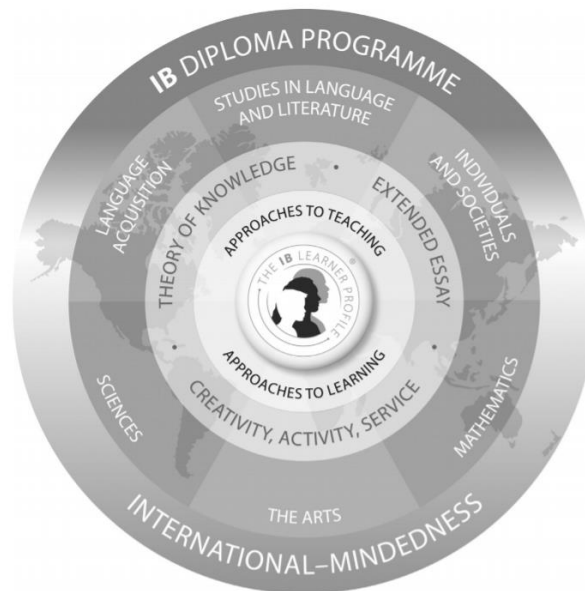 IB DIPLOMA PROGRAMME
STUDIES IN LANGUAGE
AND LITERATURE
LANGUAGE
ACQUISITION
INDIVIDUALS
AND SOCIETIES
THEORY OF KNOWLEDGE
EXTENDED ESSAY
APPROACHES TO TEACHING
THE IB LEARNER PROFILE
®
APPROACHES TO LEARNING
CREATIVITY, ACTIVITY, SERVICE
SCIENCES
MATHEMATICS
THE ARTS
INTERNATIONAL–MINDEDNESS